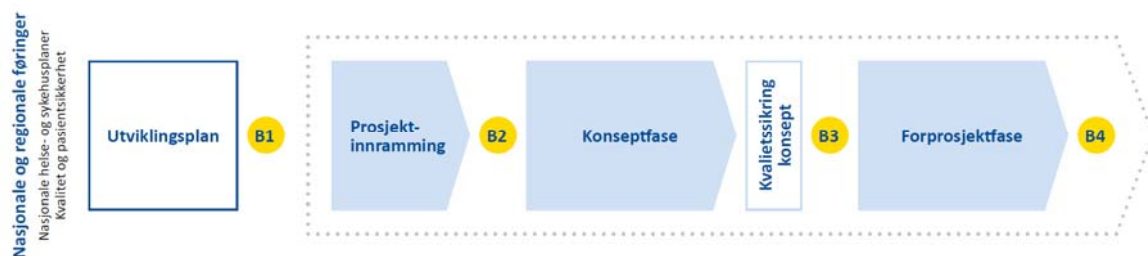 Nasjonale og regionale føringer
Nasjonale helse- og sykehusplaner
Kvalitet og pasientsikkerhet
Utviklingsplan
B1
Prosjekt-
innramming
B2
Konseptfase
Kvalietssikring
konsept
B3
Forprosjektfase
B4